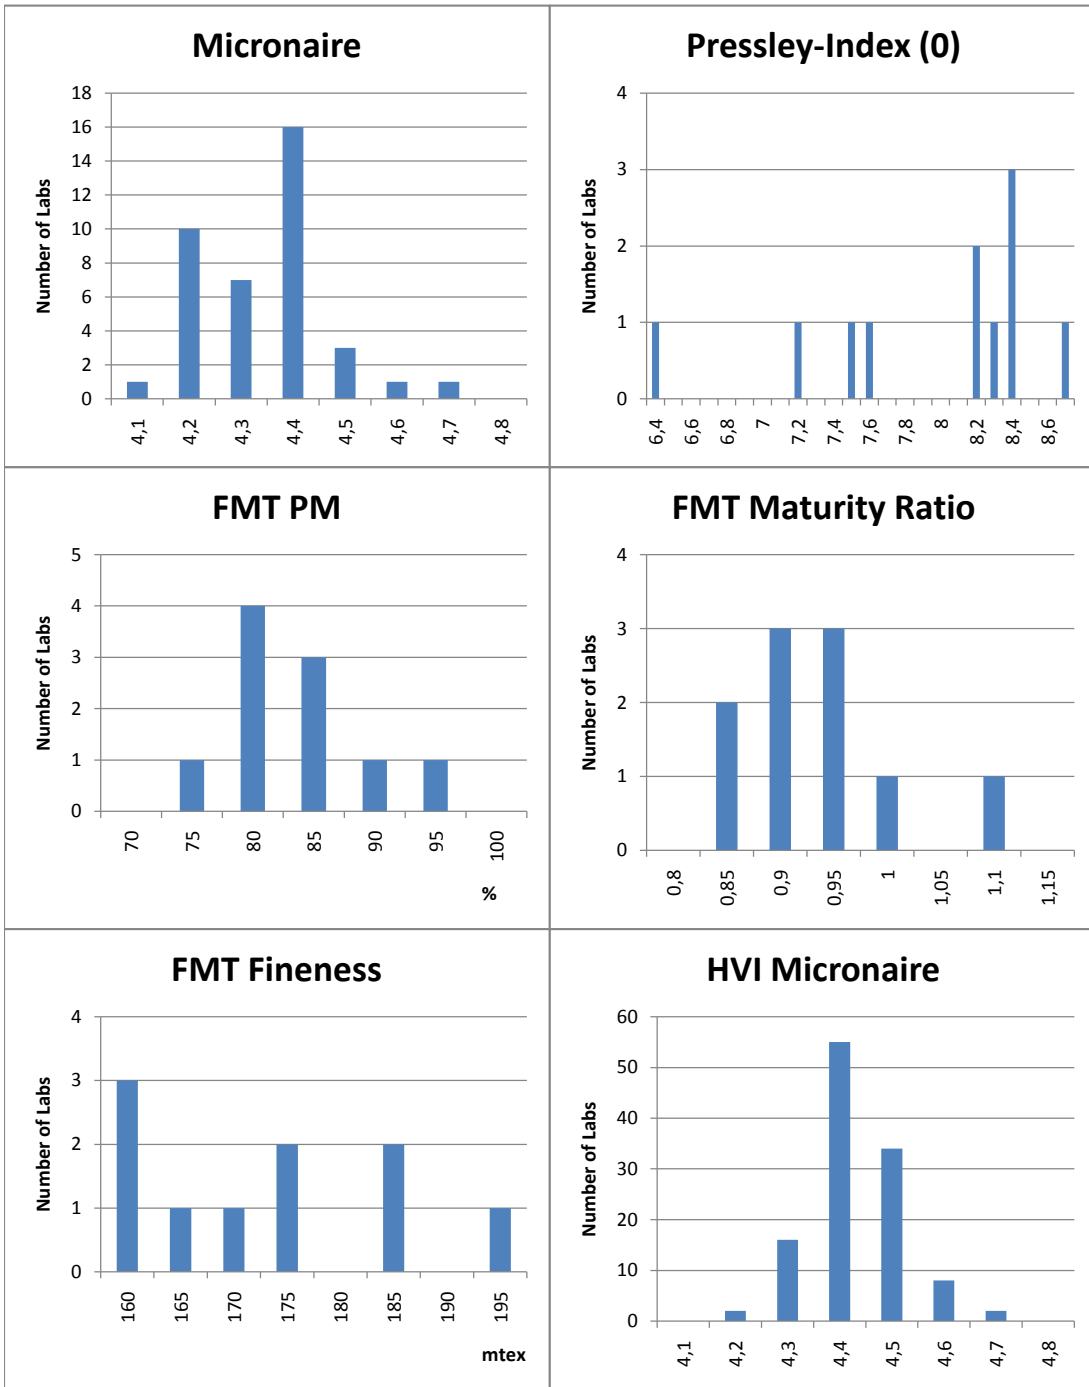 Micronaire
Number of Labs
18
16
14
12
10
8
6
4
2
0
4,1 4,2 4,3 4,4 4,5 4,6 4,7 4,8
Pressley-Index (0)
Number of Labs
4
3
2
1
0
6,4 6,6 6,8 7 7,2 7,4 7,6 7,8 8 8,2 8,4 8,6
FMT PM
Number of Labs
5
4
3
2
1
0
70 75 80 85 90 95 100
%
FMT Maturity Ratio
Number of Labs
4
3
2
1
0
0,8 0,85 0,9 0,95 1 1,05 1,1 1,15
FMT Fineness
Number of Labs
4
3
2
1
0
160 165 170 175 180 185 190 195
mtex
HVI Micronaire
Number of Labs
60
50
40
30
20
10
0
4,1 4,2 4,3 4,4 4,5 4,6 4,7 4,8